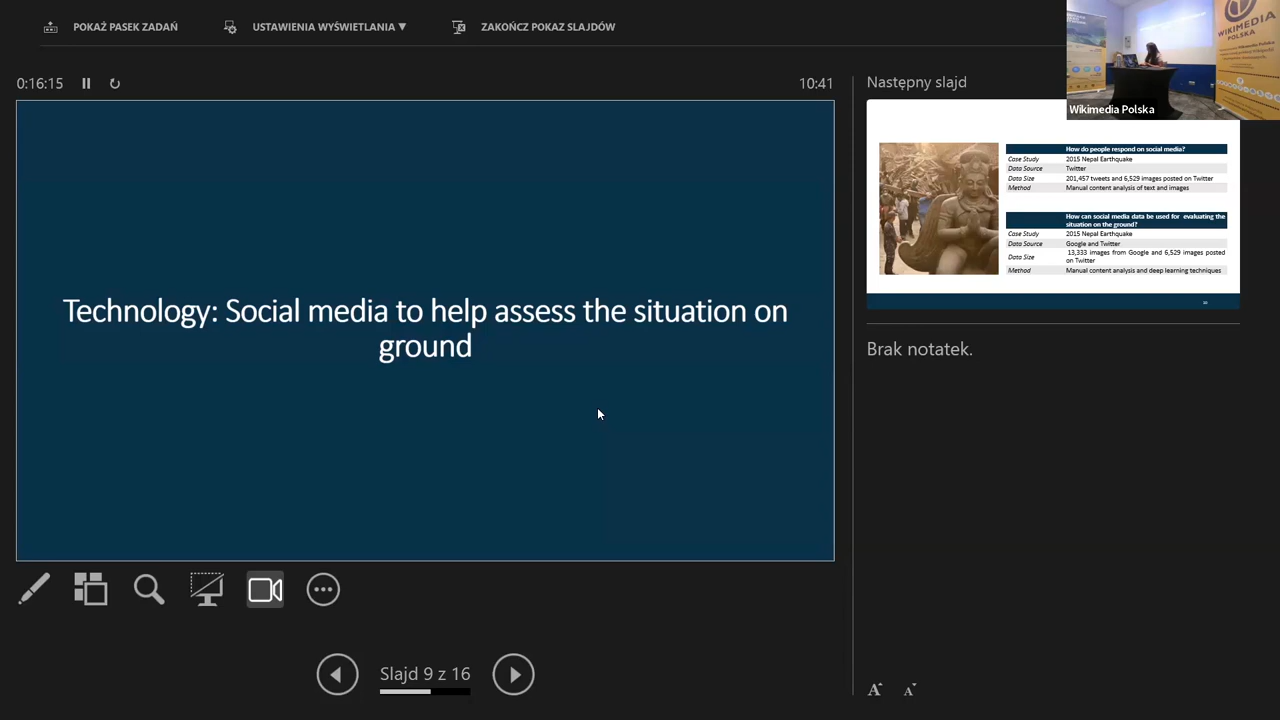 POKAŻ PASEK ZADAŃ
USTAWIENIA WYŚWIETLANIA ▼
ZAKOŃCZ POKAZ SLAJDÓW
0:16:15
10:41
Technology: Social media to help assess the situation on
ground
Slajd 9 z 16
Następny slajd
WIKIMEDIA
POLSKA
Wikimedia Polska
How do people respond on social media?
Case Study 2015 Nepal Earthquake
Data Source Twitter
Data Size 201,457 tweets and 6,529 images posted on Twitter
Method Manual content analysis of text and images
How can social media data be used for evaluating the
situation on the ground?
Case Study 2015 Nepal Earthquake
Data Source Google and Twitter
Data Size 13,333 images from Google and 6,529 images posted
on Twitter
Method Manual content analysis and deep learning techniques
Brak notatek.
A A